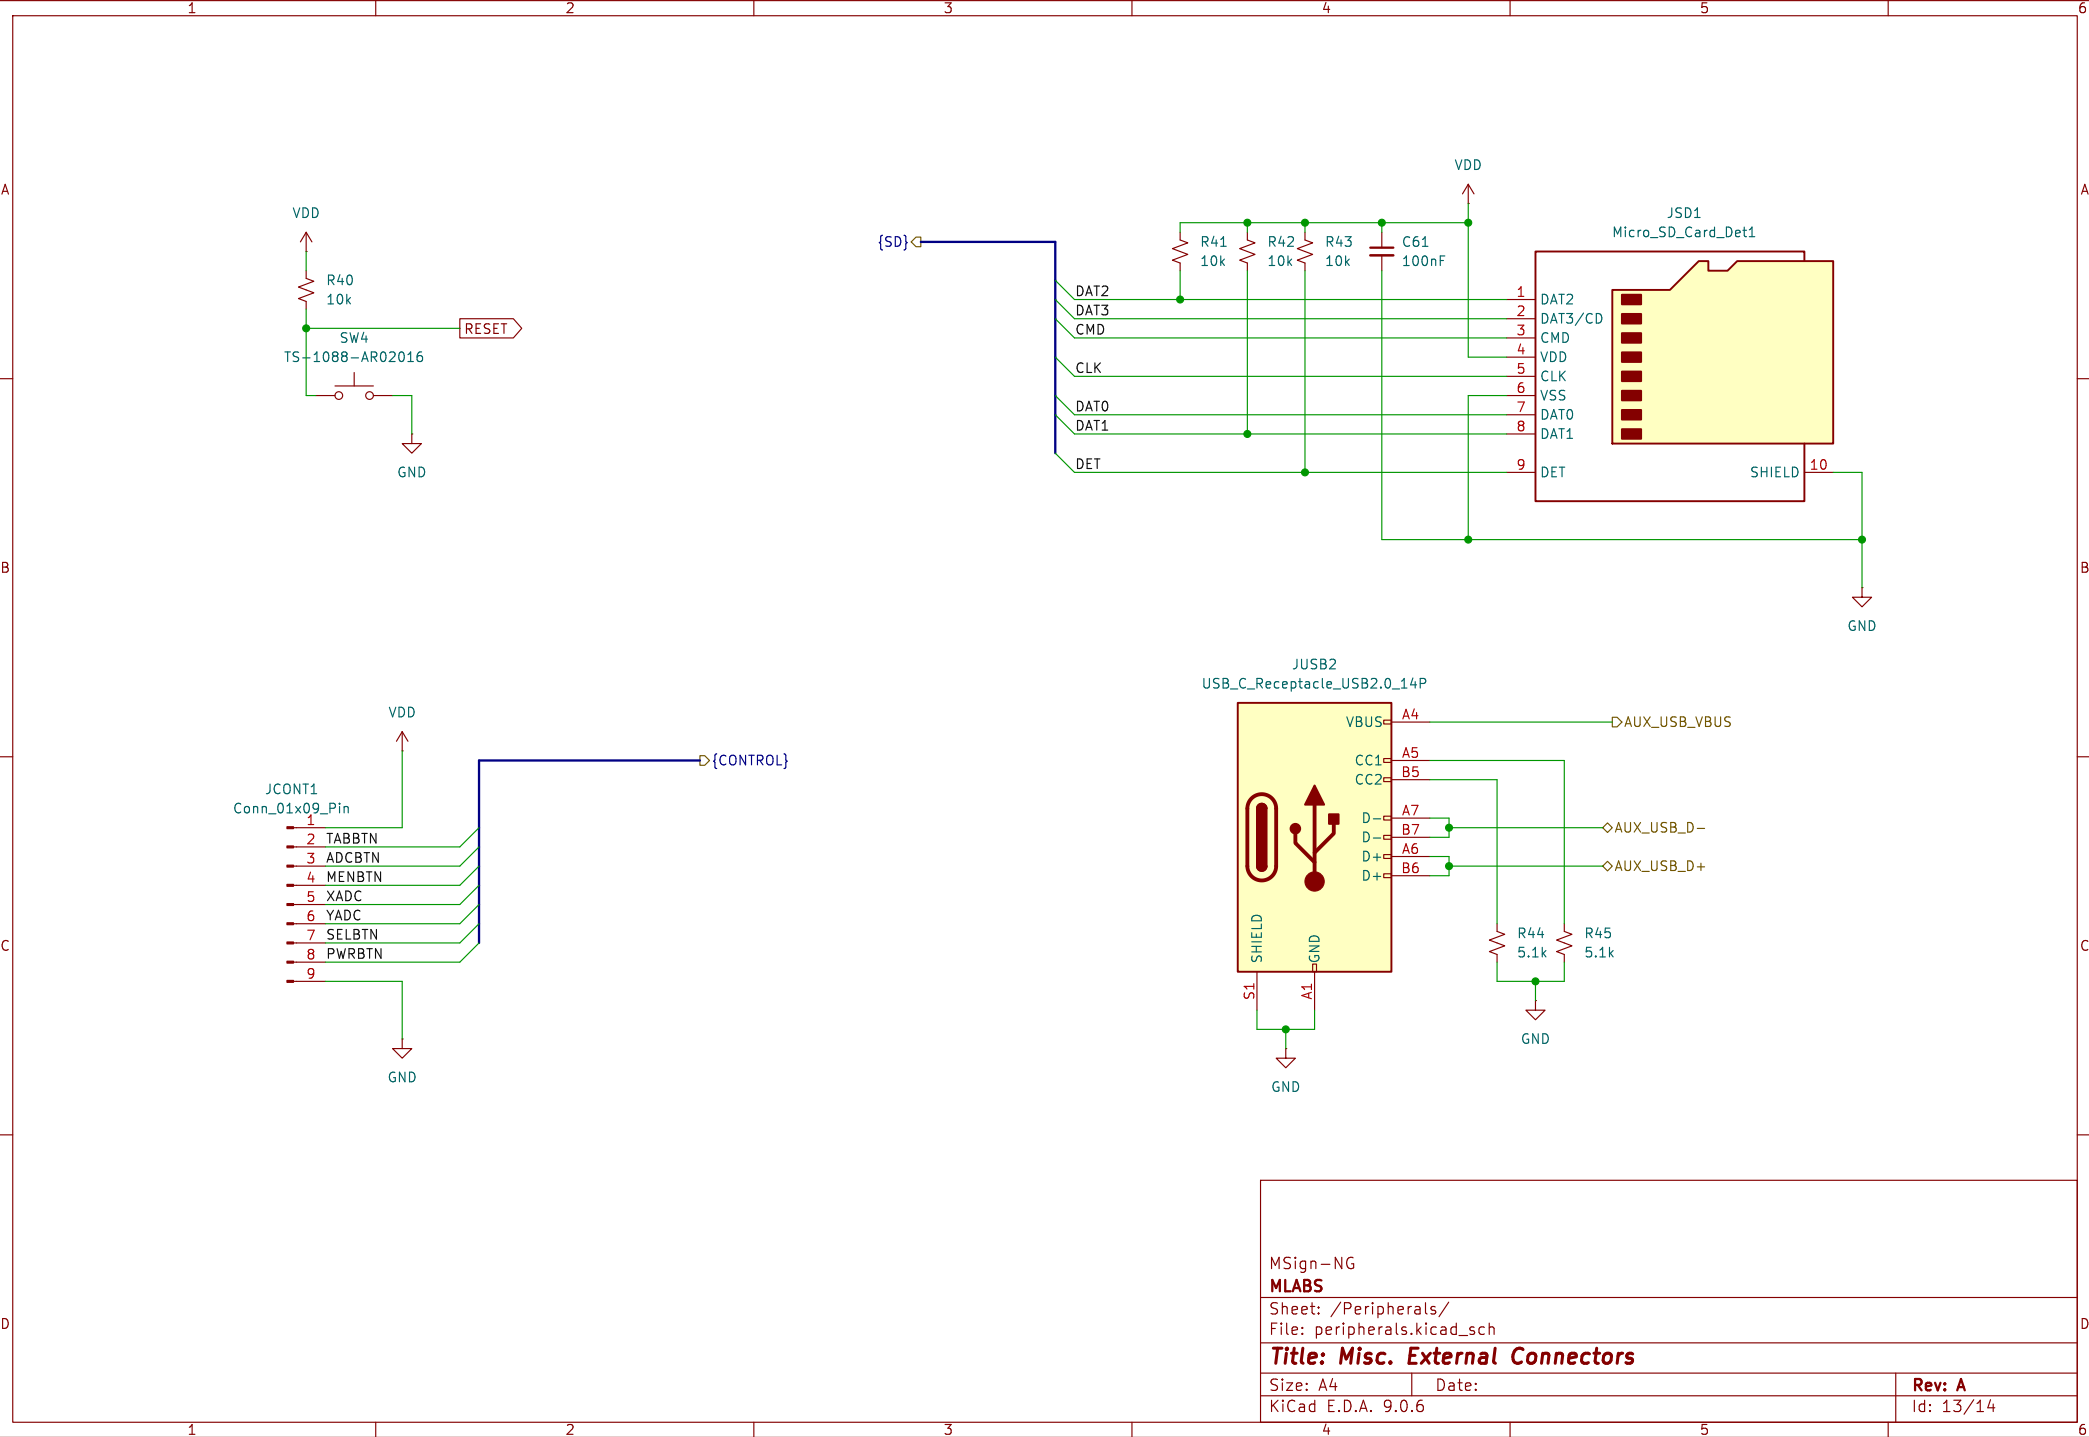 1 2 3 4 5 6
A
B
C
D
A
B
C
D
1 2 3 4 5 6
VDD
R40
10k
RESET
SW4
TS-1088-AR02016
GND
{SD}
DAT2
DAT3
CMD
CLK
DAT0
DAT1
DET
VDD
R41
10k
R42
10k
R43
10k
C61
100nF
JSD1
Micro_SD_Card_Det1
1 DAT2
2 DAT3/CD
3 CMD
4 VDD
5 CLK
6 VSS
7 DAT0
8 DAT1
9 DET
SHIELD 10
GND
VDD
{CONTROL}
JCONT1
Conn_01x09_Pin
1
2 TABBTN
3 ADCBTN
4 MENBTN
5 XADC
6 YADC
7 SELBTN
8 PWRBTN
9
GND
JUSB2
USB_C_Receptacle_USB2.0_14P
VBUS A4 AUX_USB_VBUS
CC1 A5
CC2 B5
D- A7
D- B7
AUX_USB_D-
D+ A6
D+ B6
AUX_USB_D+
SHIELD
GND
S1
A1
GND
R44
5.1k
R45
5.1k
GND
MSign-NG
MLABS
Sheet: /Peripherals/
File: peripherals.kicad_sch
Title: Misc. External Connectors
Size: A4 Date: Rev: A
KiCad E.D.A. 9.0.6 Id: 13/14